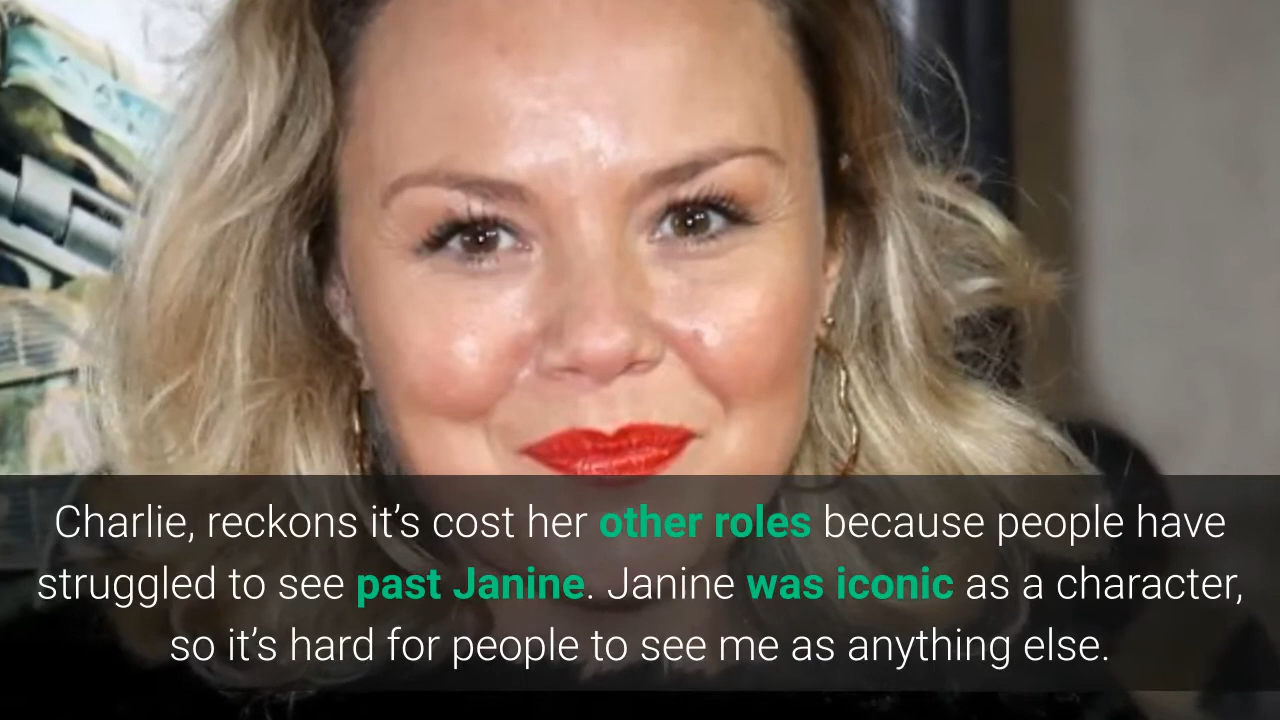 Charlie, reckons it’s cost her other roles because people have
struggled to see past Janine. Janine was iconic as a character,
so it’s hard for people to see me as anything else.